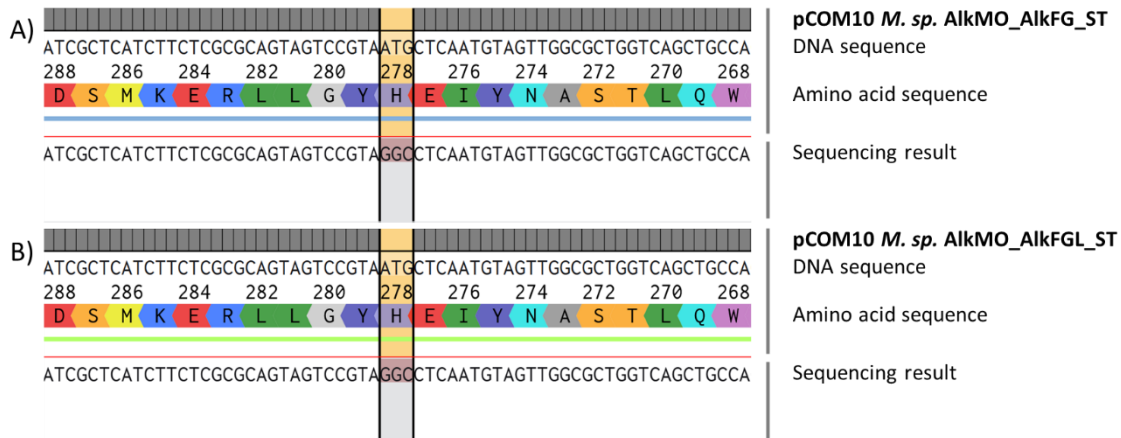 A)
ATCGCTCATCTTCTCGCGCAGTAGTCCGTAATGCTCAATGTAGTTGGCGCTGGTCAGCTGCCA
288 286 284 282 280 278 276 274 272 270 268
D S M K E R L L G Y H E I Y N A S T L Q W
ATCGCTCATCTTCTCGCGCAGTAGTCCGTAGGCCTCAATGTAGTTGGCGCTGGTCAGCTGCCA
pCOM10 M. sp. AlkMO_AlkFG_ST
DNA sequence
Amino acid sequence
Sequencing result
B)
ATCGCTCATCTTCTCGCGCAGTAGTCCGTAATGCTCAATGTAGTTGGCGCTGGTCAGCTGCCA
288 286 284 282 280 278 276 274 272 270 268
D S M K E R L L G Y H E I Y N A S T L Q W
ATCGCTCATCTTCTCGCGCAGTAGTCCGTAGGCCTCAATGTAGTTGGCGCTGGTCAGCTGCCA
pCOM10 M. sp. AlkMO_AlkFGL_ST
DNA sequence
Amino acid sequence
Sequencing result